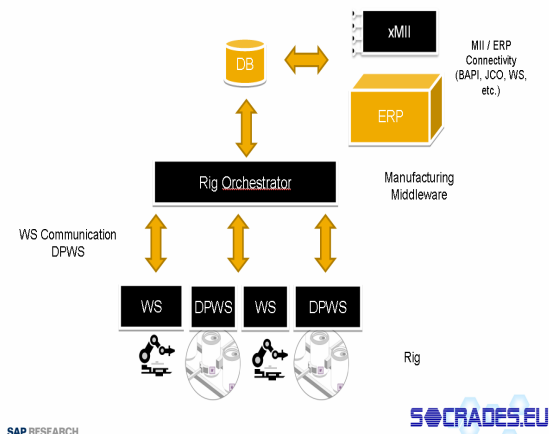 xMII
DB
MII / ERP
Connectivity
(BAPI, JCO, WS,
etc.)
ERP
Rig Orchestrator
Manufacturing
Middleware
WS Communication
DPWS
WS
DPWS
WS
DPWS
Rig
SOCRADES.EU
SAP RESEARCH